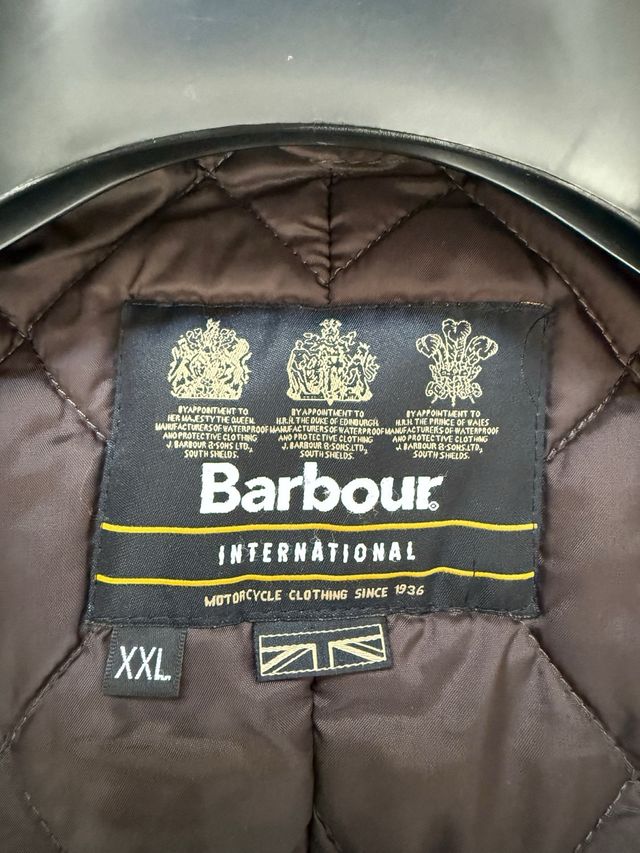 BY APPOINTMENT TO
HER MAJESTY THE QUEEN
MANUFACTURERS OF WATERPROOF
AND PROTECTIVE CLOTHING
J. BARBOUR & SONS LTD.,
SOUTH SHIELDS.
BY APPOINTMENT TO
H.R.H. THE DUKE OF EDINBURGH
MANUFACTURERS OF WATERPROOF
AND PROTECTIVE CLOTHING
J. BARBOUR & SONS LTD.,
SOUTH SHIELDS.
BY APPOINTMENT TO
H.R.H. THE PRINCE OF WALES
MANUFACTURERS OF WATERPROOF
AND PROTECTIVE CLOTHING
J. BARBOUR & SONS LTD.,
SOUTH SHIELDS.
Barbour®
INTERNATIONAL
MOTORCYCLE CLOTHING SINCE 1936
XXL